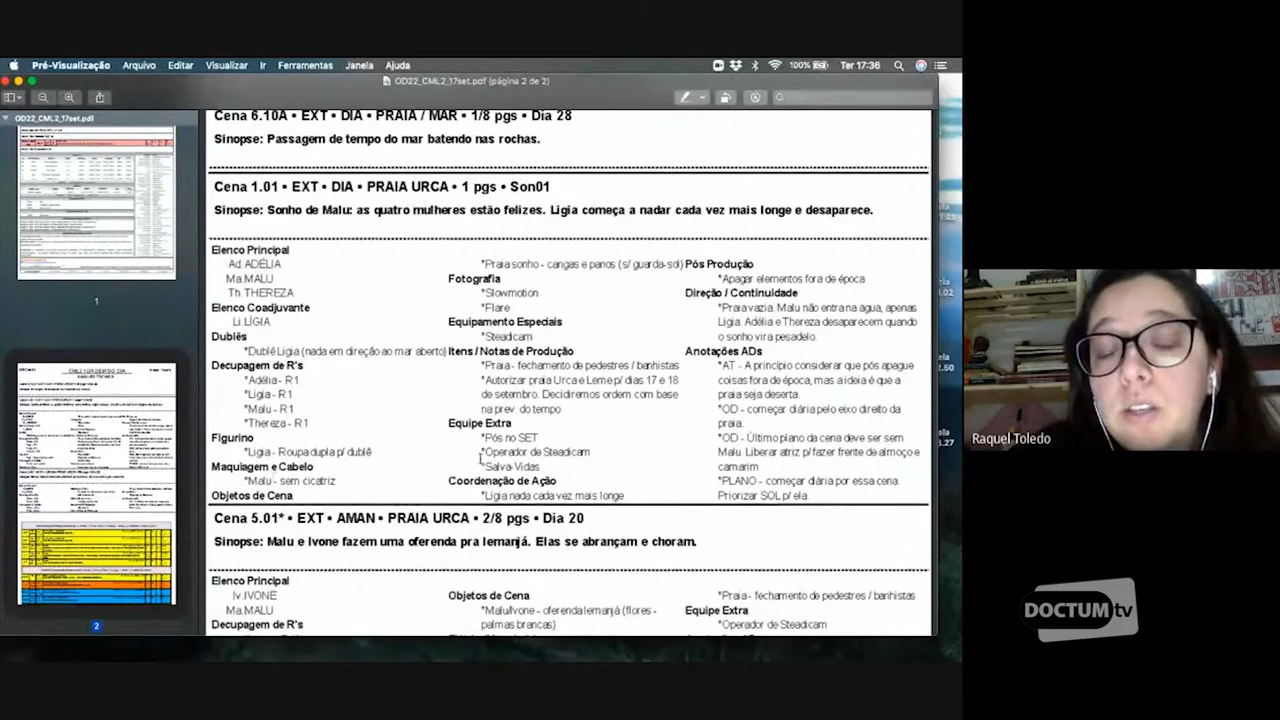 Pré-Visualização Arquivo Editar Visualizar Ir Ferramentas Janela Ajuda 100% Ter 17:36
OD22_CML2_17set.pdf (página 2 de 2)
OD22_CML2_17set.pdf
1
2
Cena 6.10A • EXT • DIA • PRAIA / MAR • 1/8 pgs • Dia 28
Sinopse: Passagem de tempo do mar batendo nas rochas.
Cena 1.01 • EXT • DIA • PRAIA URCA • 1 pgs • Son01
Sinopse: Sonho de Malu: as quatro mulheres estão felizes. Ligia começa a nadar cada vez mais longe e desaparece.
Elenco Principal
Ad.ADÉLIA
Ma.MALU
Th.THEREZA
Elenco Coadjuvante
Li.LÍGIA
Dublês
*Dublê Ligia (nada em direção ao mar aberto)
Decupagem de R's
*Adélia - R1
*Ligia - R1
*Malu - R1
*Thereza - R1
Figurino
*Ligia - Roupa dupla p/ dublê
Maquiagem e Cabelo
*Malu - sem cicatriz
Objetos de Cena
*Praia sonho - cangas e panos (s/ guarda-sol)
Fotografia
*Slowmotion
*Flare
Equipamento Especiais
*Steadicam
Itens / Notas de Produção
*Praia - fechamento de pedestres / banhistas
*Autorizar praia Urca e Leme p/ dias 17 e 18
de setembro. Decidiremos ordem com base
na prev. do tempo
Equipe Extra
*Pós no SET
*Operador de Steadicam
*Salva Vidas
Coordenação de Ação
*Ligia nada cada vez mais longe
Pós Produção
*Apagar elementos fora de época
Direção / Continuidade
*Praia vazia. Malu não entra na água, apenas
Ligia. Adélia e Thereza desaparecem quando
o sonho vira pesadelo.
Anotações ADs
*AT - A princípio considerar que pós apague
coisas fora de época, mas a ideia é que a
praia seja deserta.
*OD - começar diária pelo eixo direito da
praia.
*OD - Último plano da cena deve ser sem
Malu. Liberar atriz p/ fazer frente de almoço e
camarim
*PLANO - começar diária por essa cena.
Priorizar SOL p/ ela.
Cena 5.01* • EXT • AMAN • PRAIA URCA • 2/8 pgs • Dia 20
Sinopse: Malu e Ivone fazem uma oferenda pra Iemanjá. Elas se abrançam e choram.
Elenco Principal
Iv.IVONE
Ma.MALU
Decupagem de R's
Objetos de Cena
*Malu/Ivone - oferenda Iemanjá (flores -
palmas brancas)
*Praia - fechamento de pedestres / banhistas
Equipe Extra
*Operador de Steadicam
Raquel Toledo
DOCTUM tv